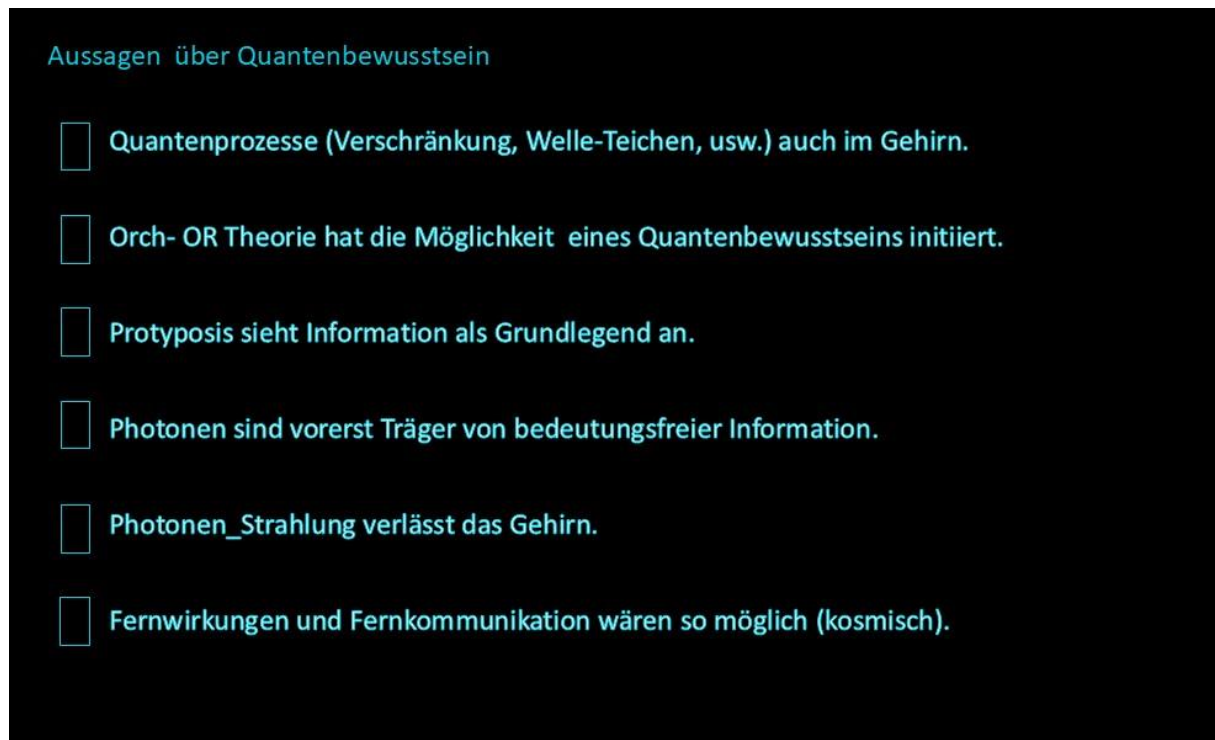 Aussagen über Quantenbewusstsein
Quantenprozesse (Verschränkung, Welle-Teichen, usw.) auch im Gehirn.
Orch- OR Theorie hat die Möglichkeit eines Quantenbewusstseins initiiert.
Protyposis sieht Information als Grundlegend an.
Photonen sind vorerst Träger von bedeutungsfreier Information.
Photonen_Strahlung verlässt das Gehirn.
Fernwirkungen und Fernkommunikation wären so möglich (kosmisch).